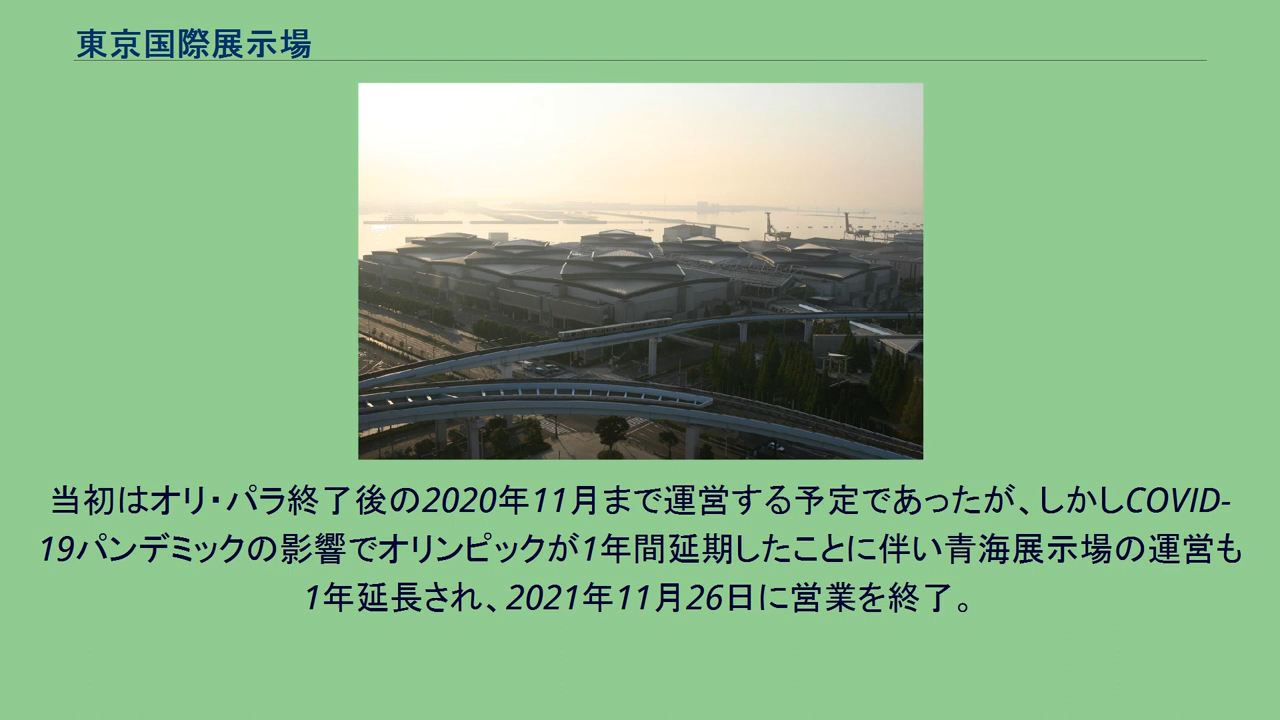 東京国際展示場
当初はオリ・パラ終了後の2020年11月まで運営する予定であったが、しかしCOVID-
19パンデミックの影響でオリンピックが1年間延期したことに伴い青海展示場の運営も
1年延長され、2021年11月26日に営業を終了。